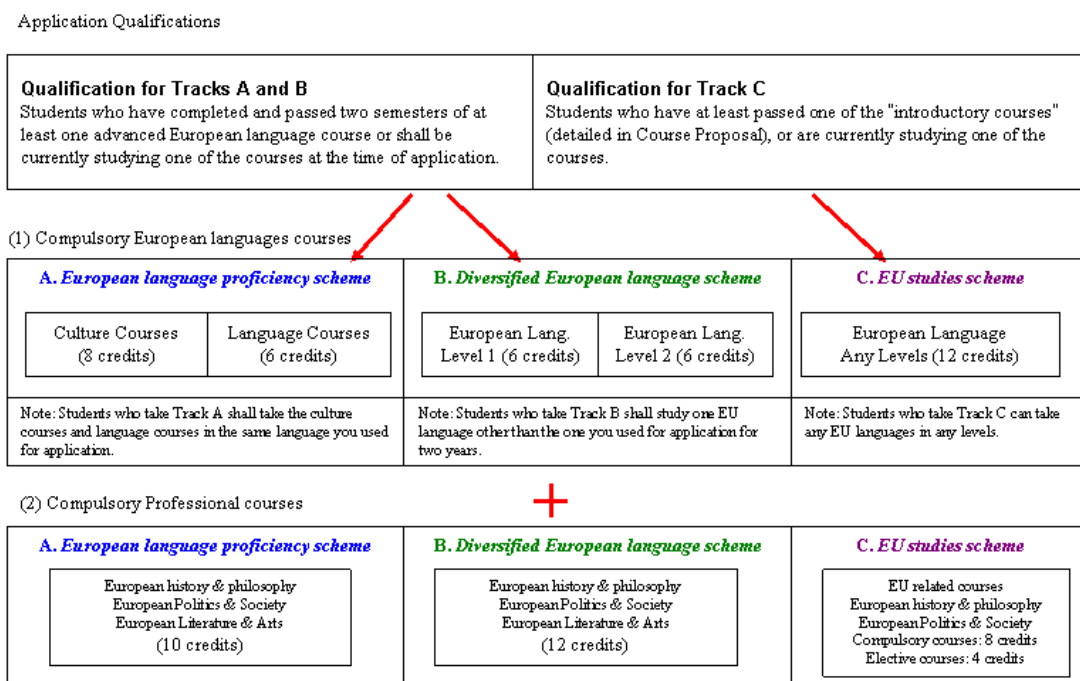 Application Qualifications
Qualification for Tracks A and B
Students who have completed and passed two semesters of at
least one advanced European language course or shall be
currently studying one of the courses at the time of application.
Qualification for Track C
Students who have at least passed one of the "introductory courses"
(detailed in Course Proposal), or are currently studying one of the
courses.
(1) Compulsory European languages courses
A. European language proficiency scheme
Culture Courses
(8 credits)
Language Courses
(6 credits)
Note: Students who take Track A shall take the culture
courses and language courses in the same language you used
for application.
B. Diversified European language scheme
European Lang.
Level 1 (6 credits)
European Lang.
Level 2 (6 credits)
Note: Students who take Track B shall study one EU
language other than the one you used for application for
two years.
C. EU studies scheme
European Language
Any Levels (12 credits)
Note: Students who take Track C can take
any EU languages in any levels.
(2) Compulsory Professional courses
+
A. European language proficiency scheme
European history & philosophy
European Politics & Society
European Literature & Arts
(10 credits)
B. Diversified European language scheme
European history & philosophy
European Politics & Society
European Literature & Arts
(12 credits)
C. EU studies scheme
EU related courses
European history & philosophy
European Politics & Society
Compulsory courses: 8 credits
Elective courses: 4 credits